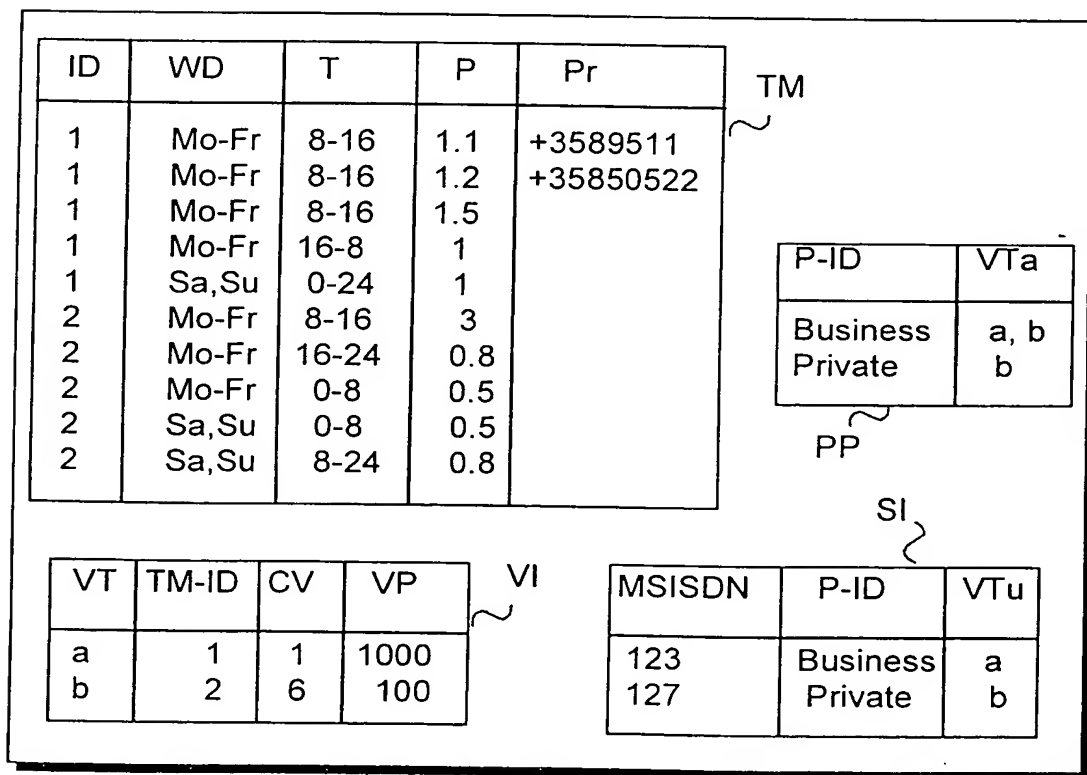 ID WD T P Pr
TM
1 Mo-Fr 8-16 1.1 +3589511
1 Mo-Fr 8-16 1.2 +35850522
1 Mo-Fr 8-16 1.5
1 Mo-Fr 16-8 1
1 Sa,Su 0-24 1
2 Mo-Fr 8-16 3
2 Mo-Fr 16-24 0.8
2 Mo-Fr 0-8 0.5
2 Sa,Su 0-8 0.5
2 Sa,Su 8-24 0.8
P-ID VTa
Business a, b
Private b
PP
VT TM-ID CV VP
VI
a 1 1 1000
b 2 6 100
SI
MSISDN P-ID VTu
123 Business a
127 Private b